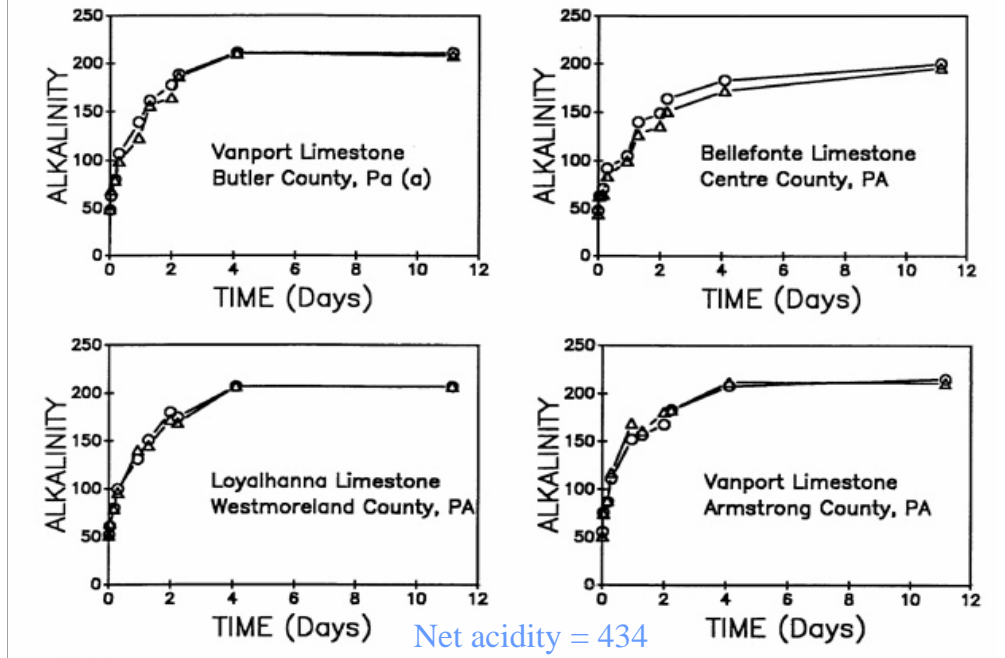 250
200
150
100
50
0
ALKALINITY
Vanport Limestone
Butler County, Pa (a)
0 2 4 6 8 10 12
TIME (Days)
250
200
150
100
50
0
ALKALINITY
Bellefonte Limestone
Centre County, PA
0 2 4 6 8 10 12
TIME (Days)
250
200
150
100
50
0
ALKALINITY
Loyalhanna Limestone
Westmoreland County, PA
0 2 4 6 8 10 12
TIME (Days)
250
200
150
100
50
0
ALKALINITY
Vanport Limestone
Armstrong County, PA
0 2 4 6 8 10 12
TIME (Days)
Net acidity = 434